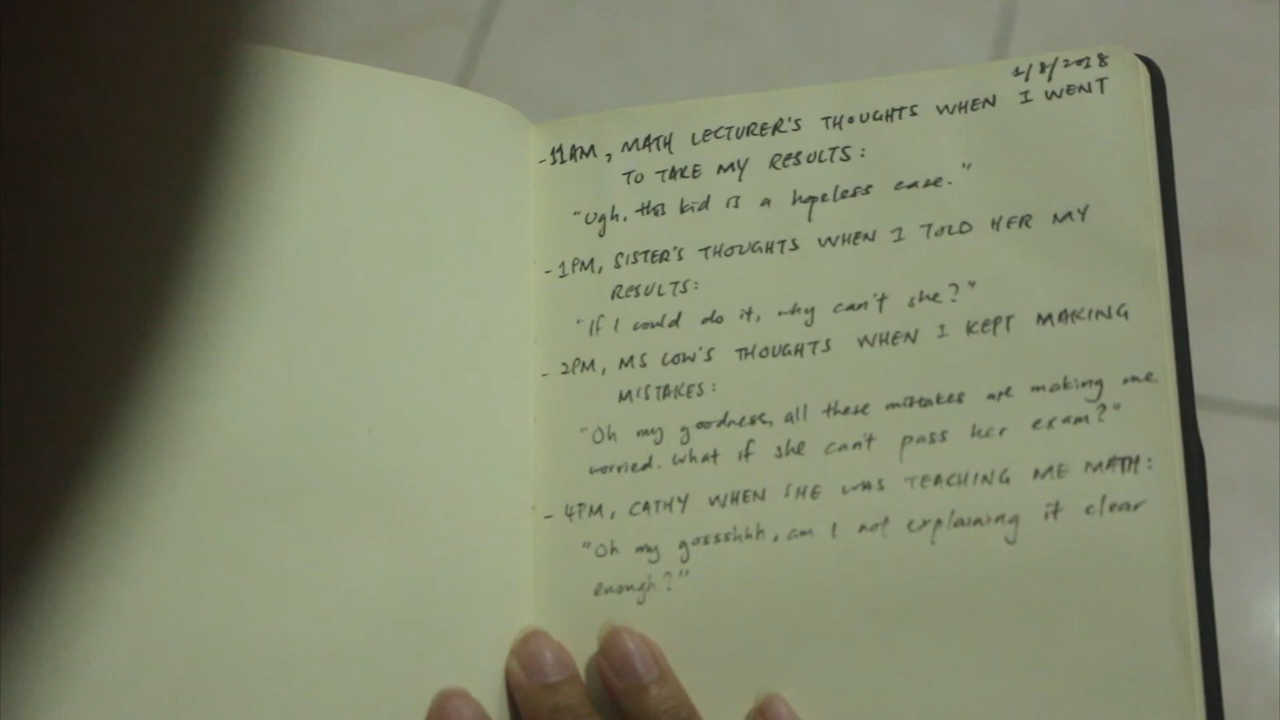 1/8/2018
- 11AM, MATH LECTURER'S THOUGHTS WHEN I WENT
TO TAKE MY RESULTS:
"Ugh, this kid is a hopeless case."
- 1PM, SISTER'S THOUGHTS WHEN I TOLD HER MY
RESULTS:
"If I could do it, why can't she?"
- 2PM, MS LOW'S THOUGHTS WHEN I KEPT MAKING
MISTAKES:
"Oh my goodness, all these mistakes are making me
worried. What if she can't pass her exam?"
- 4PM, CATHY WHEN SHE WAS TEACHING ME MATH:
"Oh my gossshhh, am I not explaining it clear
enough?"